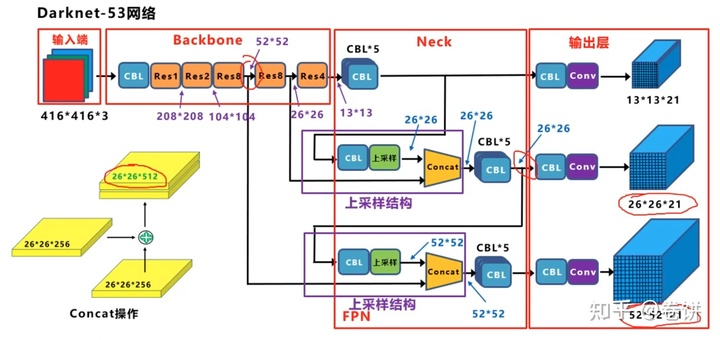 Darknet-53网络
输入端
Backbone
52*52
Neck
输出层
CBL*5
CBL
Res1
Res2
Res8
Res8
Res4
CBL
CBL
Conv
416*416*3
208*208
104*104
26*26
13*13
13*13*21
26*26
26*26
CBL*5
26*26
CBL
上采样
Concat
CBL
CBL
Conv
上采样结构
26*26*21
26*26*512
26*26*256
26*26*256
Concat操作
52*52
CBL*5
CBL
上采样
Concat
CBL
CBL
Conv
上采样结构
52*52
FPN
52*52*21
知乎 @卷饼